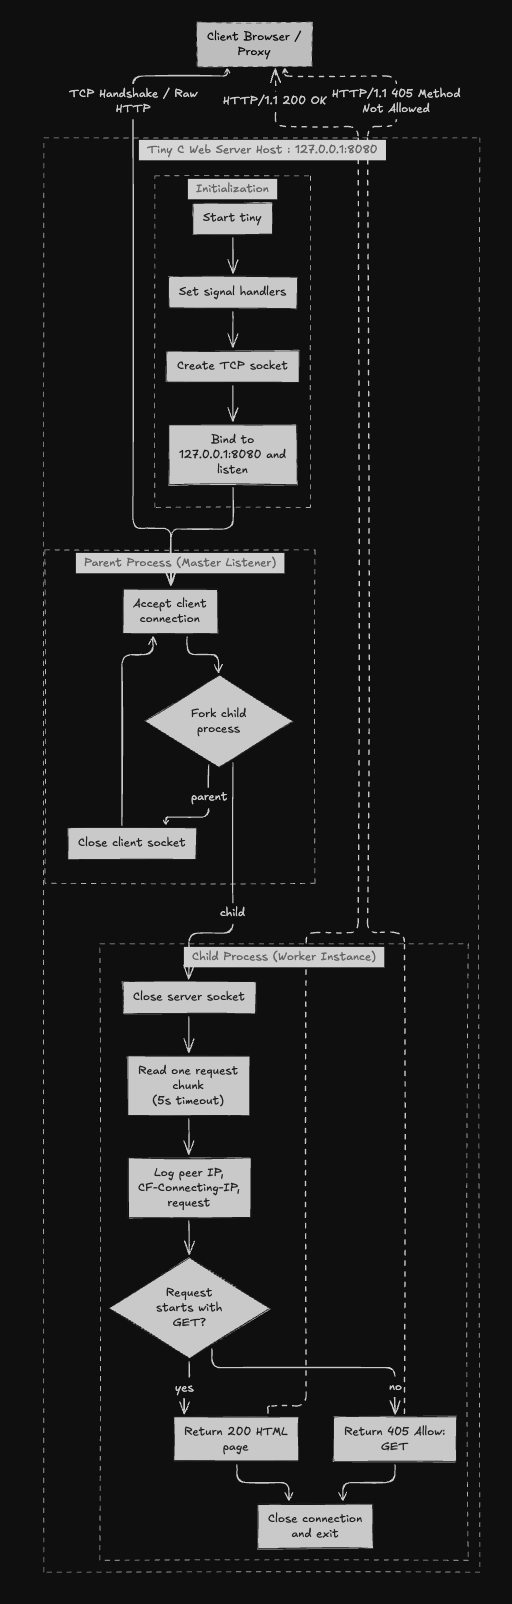 Client Browser /
Proxy
TCP Handshake / Raw
HTTP
HTTP/1.1 200 OK
HTTP/1.1 405 Method
Not Allowed
Tiny C Web Server Host : 127.0.0.1:8080
Initialization
Start tiny
Set signal handlers
Create TCP socket
Bind to
127.0.0.1:8080 and
listen
Parent Process (Master Listener)
Accept client
connection
Fork child
process
parent
Close client socket
child
Child Process (Worker Instance)
Close server socket
Read one request
chunk
(5s timeout)
Log peer IP,
CF-Connecting-IP,
request
Request
starts with
GET?
yes
no
Return 200 HTML
page
Return 405 Allow:
GET
Close connection
and exit